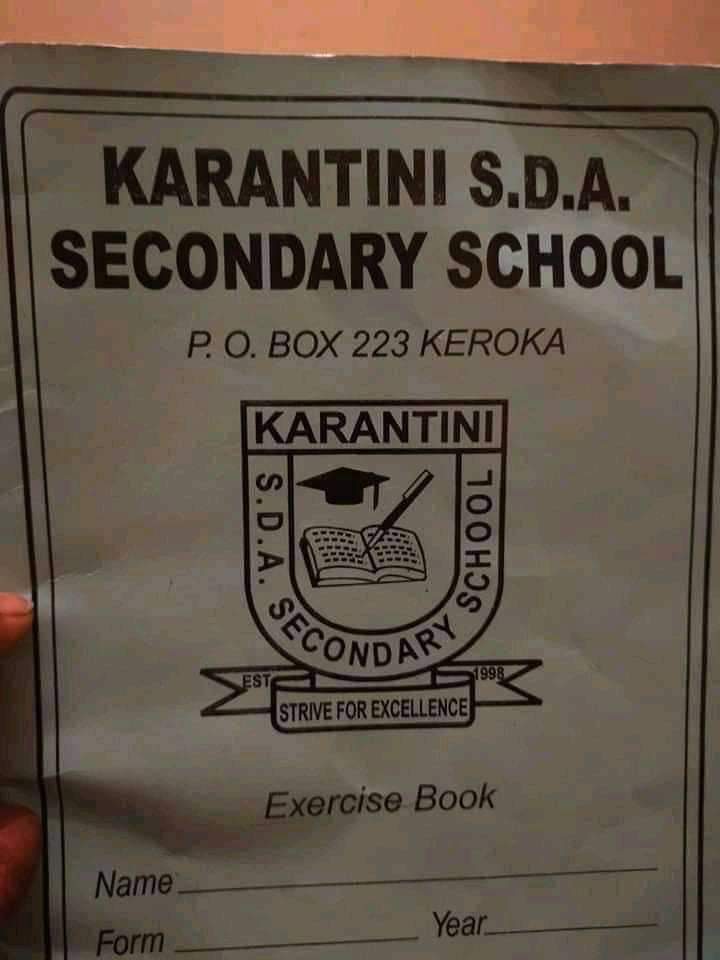 KARANTINI S.D.A.
SECONDARY SCHOOL
P. O. BOX 223 KEROKA
KARANTINI
S.D.A. SECONDARY SCHOOL
EST 1998
STRIVE FOR EXCELLENCE
Exercise Book
Name
Form Year